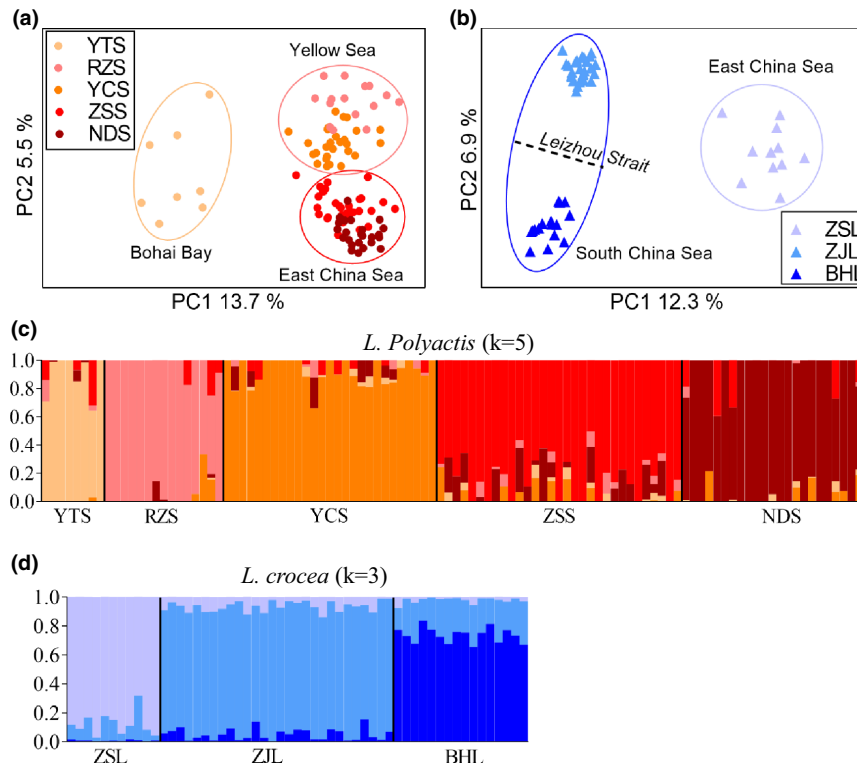 (a)
YTS
RZS
YCS
ZSS
NDS
Yellow Sea
Bohai Bay
East China Sea
PC2 5.5 %
PC1 13.7 %
(b)
East China Sea
Leizhou Strait
South China Sea
ZSL
ZJL
BHL
PC2 6.9 %
PC1 12.3 %
(c)
L. Polyactis (k=5)
1.0
0.8
0.6
0.4
0.2
0.0
YTS RZS YCS ZSS NDS
(d)
L. crocea (k=3)
1.0
0.8
0.6
0.4
0.2
0.0
ZSL ZJL BHL